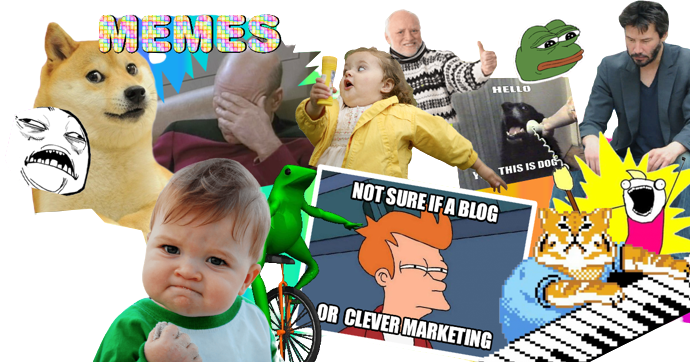 MEMES
HELLO
THIS IS DOG
NOT SURE IF A BLOG
OR CLEVER MARKETING